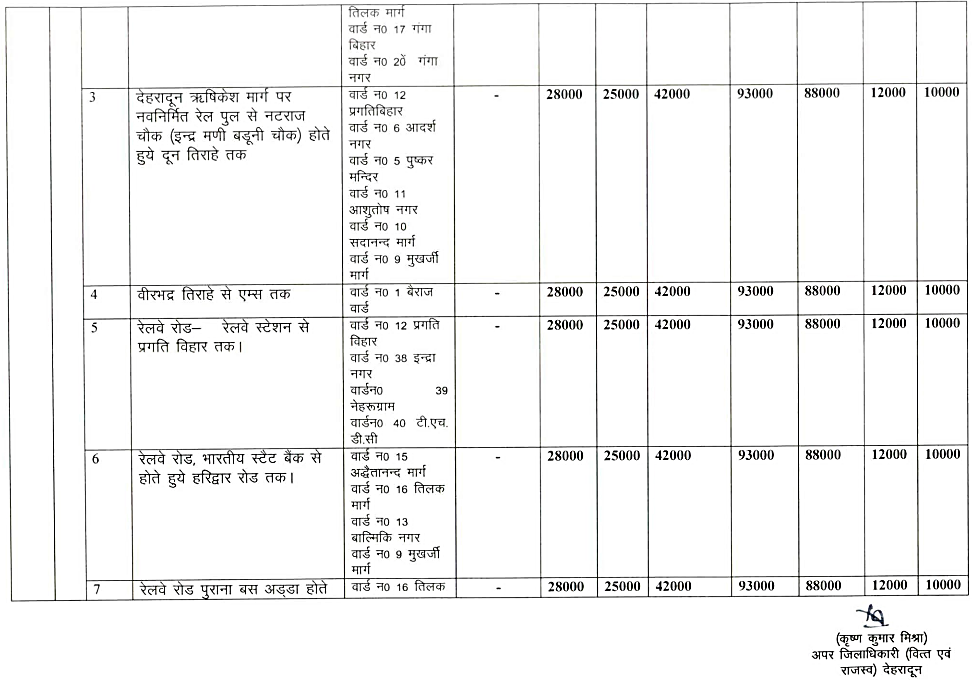 तिलक मार्ग
वार्ड न0 17 गंगा
बिहार
वार्ड न0 20 गंगा
नगर
3 देहरादून ऋषिकेश मार्ग पर
नवनिर्मित रेल पुल से नटराज
चौक (इन्द्र मणी बडूनी चौक) होते
हुये दून तिराहे तक
वार्ड न0 12
प्रगतिबिहार
वार्ड न0 6 आदर्श
नगर
वार्ड न0 5 पुष्कर
मन्दिर
वार्ड न0 11
आशुतोष नगर
वार्ड न0 10
सदानन्द मार्ग
वार्ड न0 9 मुखर्जी
मार्ग
- 28000 25000 42000 93000 88000 12000 10000
4 वीरभद्र तिराहे से एम्स तक
वार्ड न0 1 बैराज
वार्ड
- 28000 25000 42000 93000 88000 12000 10000
5 रेलवे रोड– रेलवे स्टेशन से
प्रगति विहार तक।
वार्ड न0 12 प्रगति
विहार
वार्ड न0 38 इन्द्रा
नगर
वार्डन0 39
नेहरूग्राम
वार्डन0 40 टी.एच.
डी.सी
- 28000 25000 42000 93000 88000 12000 10000
6 रेलवे रोड, भारतीय स्टैट बैंक से
होते हुये हरिद्वार रोड तक।
वार्ड न0 15
अद्वैतानन्द मार्ग
वार्ड न0 16 तिलक
मार्ग
वार्ड न0 13
बाल्मिकि नगर
वार्ड न0 9 मुखर्जी
मार्ग
- 28000 25000 42000 93000 88000 12000 10000
7 रेलवे रोड पुराना बस अड्डा होते
वार्ड न0 16 तिलक
- 28000 25000 42000 93000 88000 12000 10000
(कृष्ण कुमार मिश्रा)
अपर जिलाधिकारी (वित्त एवं
राजस्व) देहरादून